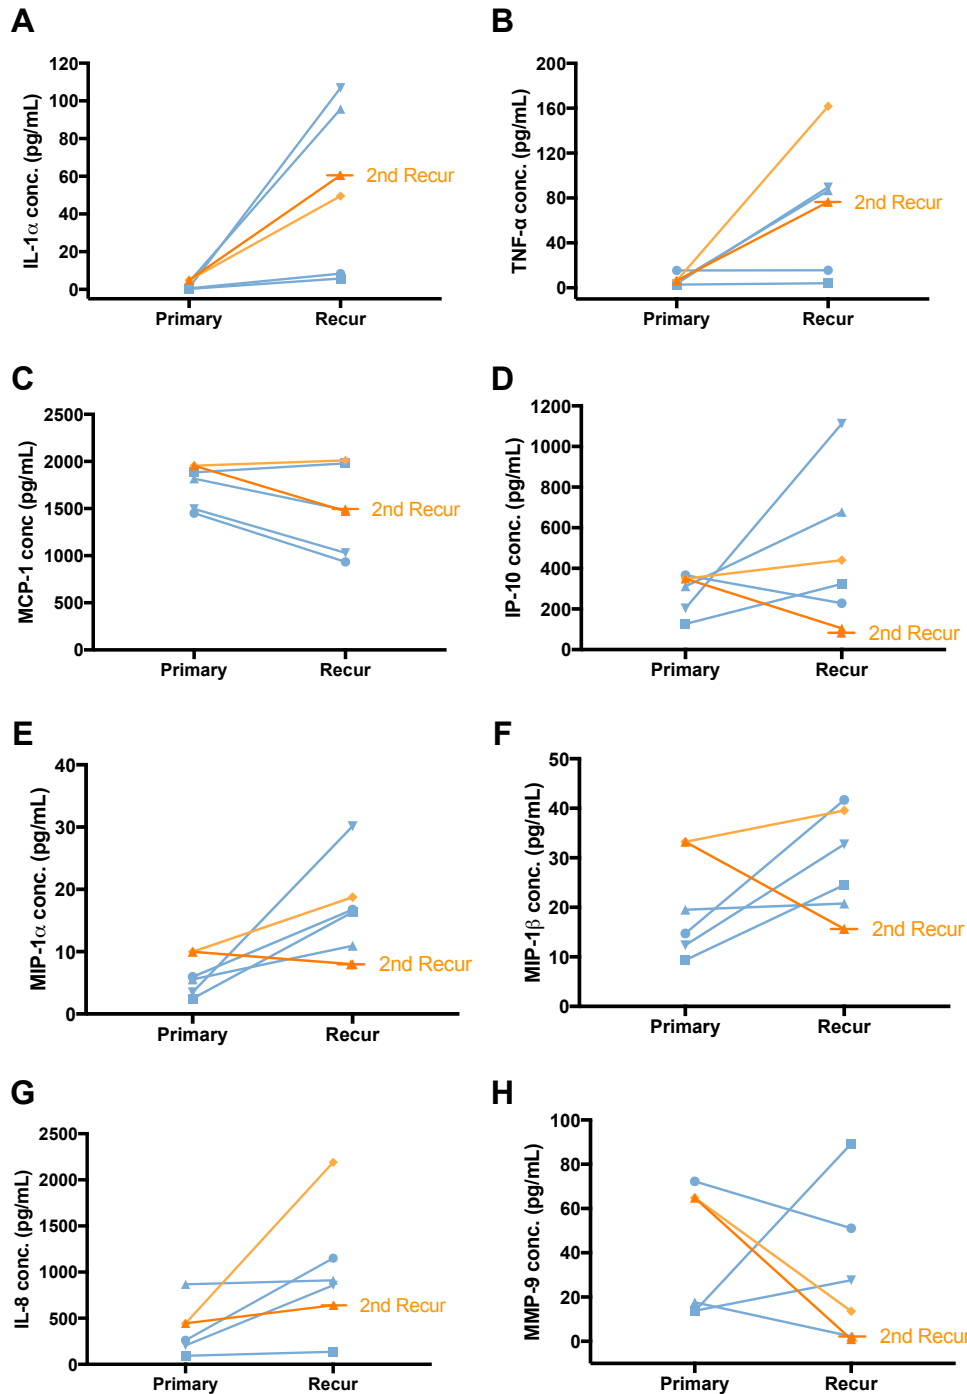 A
IL-1α conc. (pg/mL)
120
100
80
60
40
20
0
2nd Recur
Primary
Recur
B
TNF-α conc. (pg/mL)
200
160
120
80
40
0
2nd Recur
Primary
Recur
C
MCP-1 conc (pg/mL)
2500
2000
1500
1000
500
0
2nd Recur
Primary
Recur
D
IP-10 conc. (pg/mL)
1200
1000
800
600
400
200
0
2nd Recur
Primary
Recur
E
MIP-1α conc. (pg/mL)
40
30
20
10
0
2nd Recur
Primary
Recur
F
MIP-1β conc. (pg/mL)
50
40
30
20
10
0
2nd Recur
Primary
Recur
G
IL-8 conc. (pg/mL)
2500
2000
1500
1000
500
0
2nd Recur
Primary
Recur
H
MMP-9 conc. (pg/mL)
100
80
60
40
20
0
2nd Recur
Primary
Recur